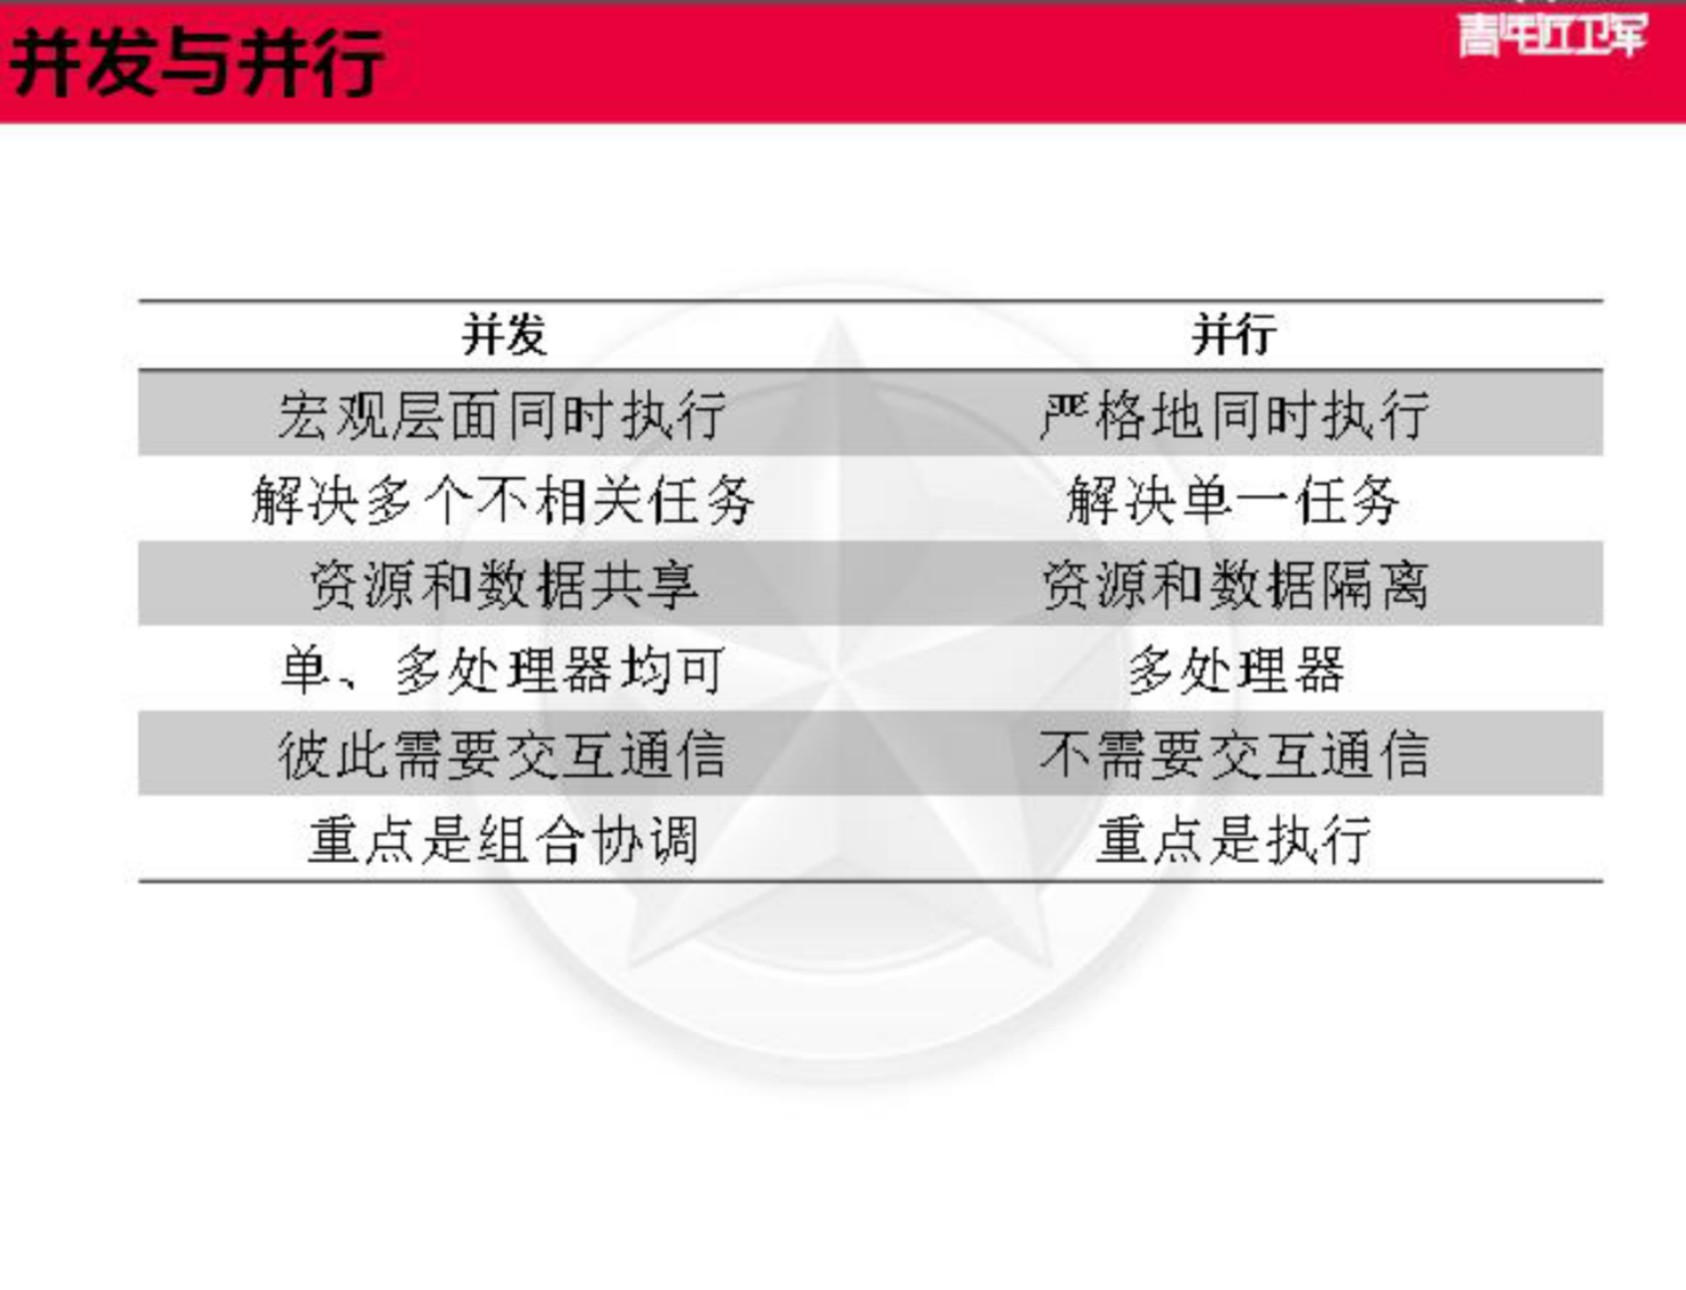 并发与并行
青年近卫军
并发 并行
宏观层面同时执行 严格地同时执行
解决多个不相关任务 解决单一任务
资源和数据共享 资源和数据隔离
单、多处理器均可 多处理器
彼此需要交互通信 不需要交互通信
重点是组合协调 重点是执行